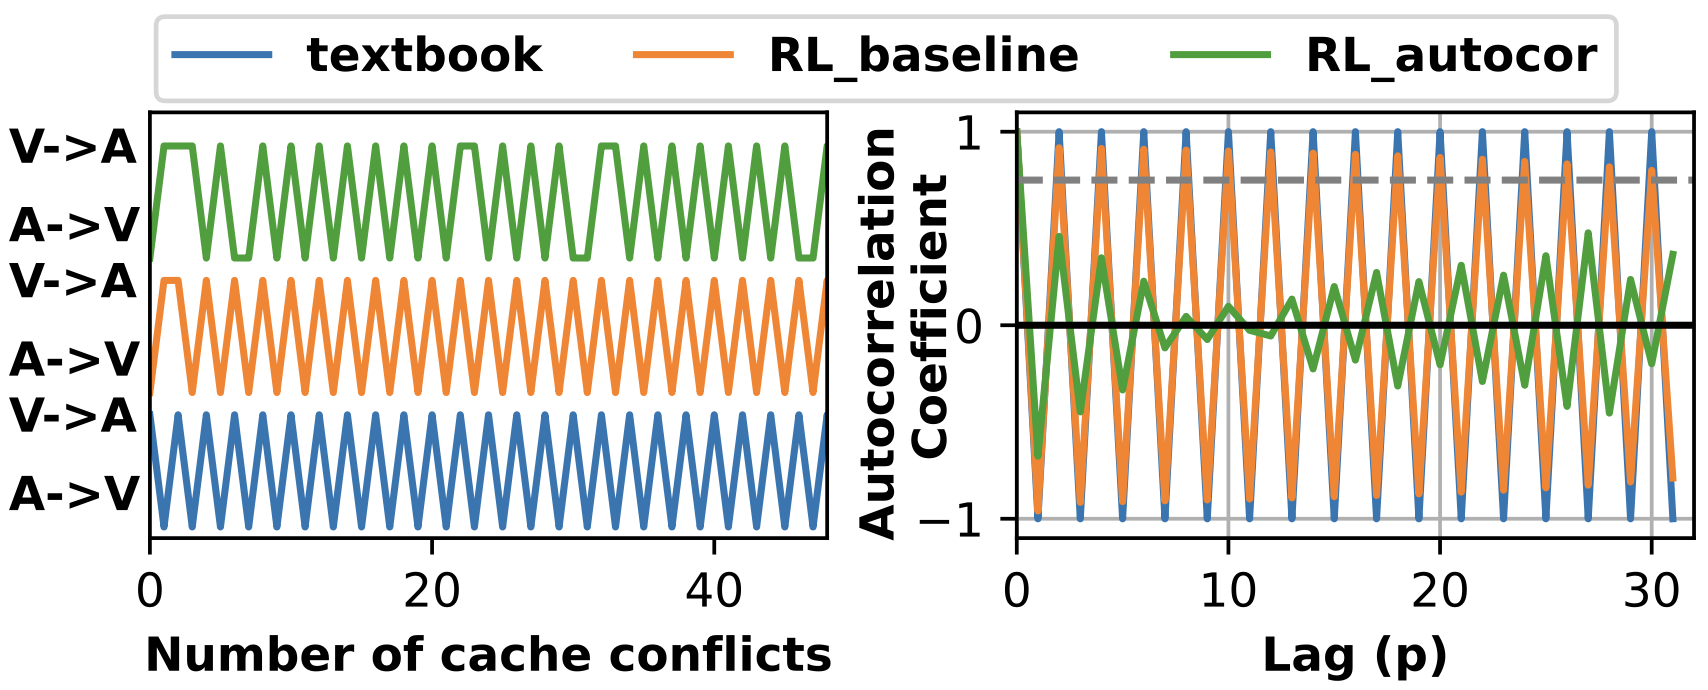 textbook RL_baseline RL_autocor
V->A
A->V
V->A
A->V
V->A
A->V
0 20 40
Number of cache conflicts
Autocorrelation
Coefficient
1
0
−1
0 10 20 30
Lag (p)